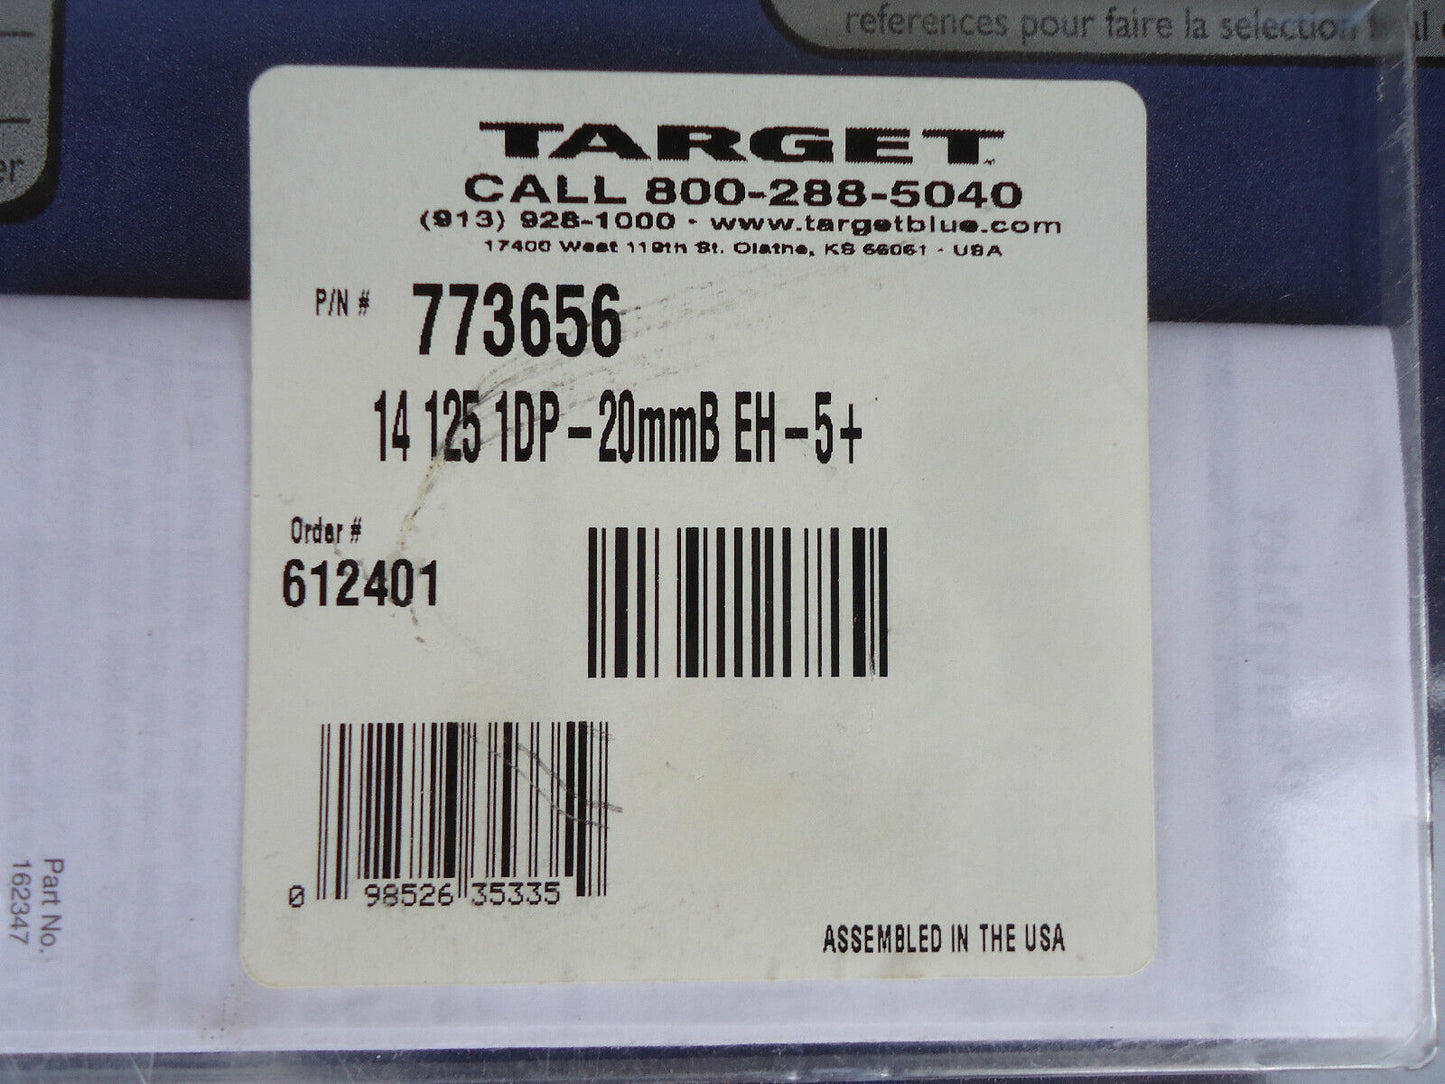 references pour faire la selection
er
TARGET
CALL 800-288-5040
(913) 928-1000 · www.targetblue.com
17400 West 119th St. Olathe, KS 66061 · USA
P/N # 773656
14 125 1DP-20mmB EH-5+
Order #
612401
0 98526 35335
ASSEMBLED IN THE USA
Part No.
162347